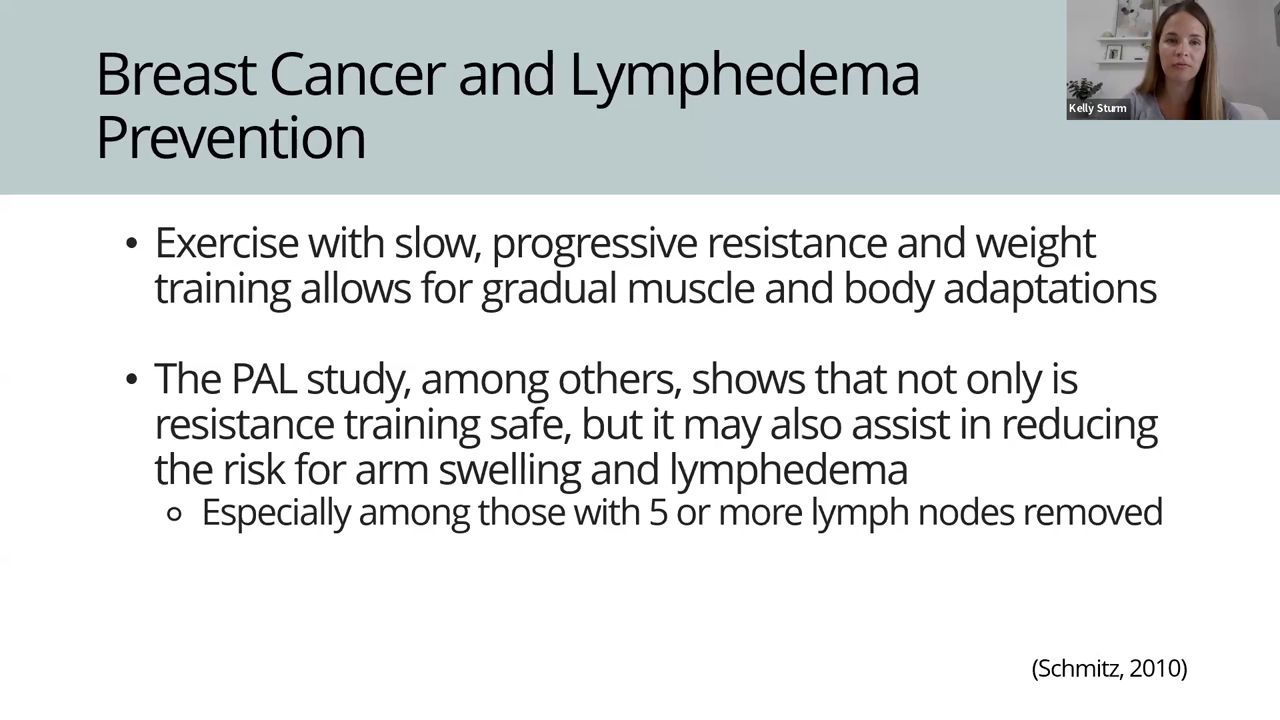 Breast Cancer and Lymphedema
Prevention
Kelly Sturm
• Exercise with slow, progressive resistance and weight
training allows for gradual muscle and body adaptations
• The PAL study, among others, shows that not only is
resistance training safe, but it may also assist in reducing
the risk for arm swelling and lymphedema
○ Especially among those with 5 or more lymph nodes removed
(Schmitz, 2010)